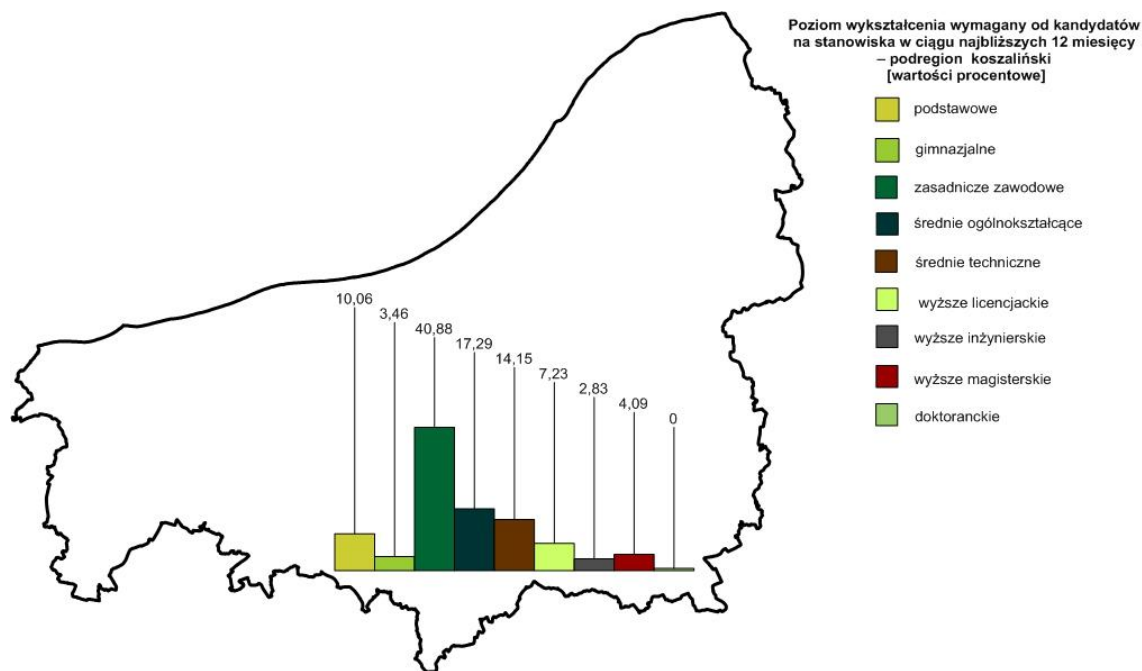 Poziom wykształcenia wymagany od kandydatów
na stanowiska w ciągu najbliższych 12 miesięcy
– podregion koszaliński
[wartości procentowe]
podstawowe
gimnazjalne
zasadnicze zawodowe
średnie ogólnokształcące
średnie techniczne
wyższe licencjackie
wyższe inżynierskie
wyższe magisterskie
doktoranckie
10,06
3,46
40,88
17,29
14,15
7,23
2,83
4,09
0